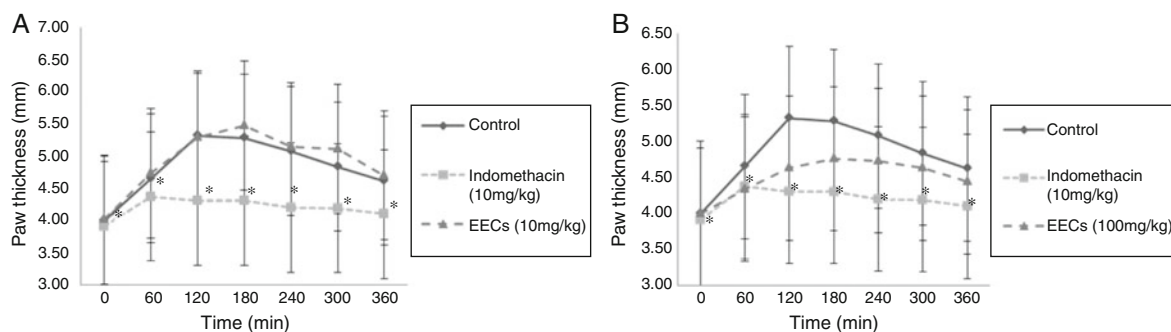 A
Paw thickness (mm)
7.00
6.50
6.00
5.50
5.00
4.50
4.00
3.50
3.00
* * * * * * *
0 60 120 180 240 300 360
Time (min)
Control
Indomethacin
(10mg/kg)
EECs (10mg/kg)
B
Paw thickness (mm)
6.50
6.00
5.50
5.00
4.50
4.00
3.50
3.00
* * * * * * *
0 60 120 180 240 300 360
Time (min)
Control
Indomethacin
(10mg/kg)
EECs (100mg/kg)